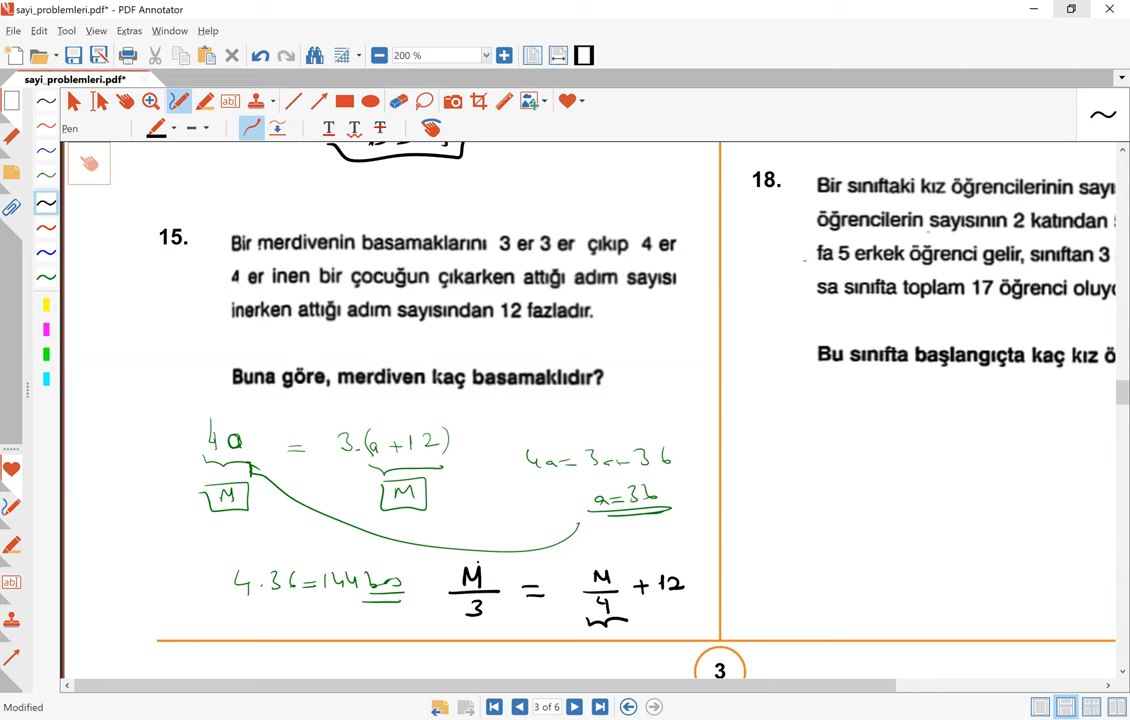 sayi_problemleri.pdf* - PDF Annotator
File Edit Tool View Extras Window Help
200 %
sayi_problemleri.pdf*
Pen
15.
Bir merdivenin basamaklarını 3 er 3 er çıkıp 4 er
4 er inen bir çocuğun çıkarken attığı adım sayısı
inerken attığı adım sayısından 12 fazladır.
Buna göre, merdiven kaç basamaklıdır?
4a = 3.(a+12)
M M
4a=3a-36
a=36
4.36=144 bas
M/3 = M/4 + 12
18.
Bir sınıftaki kız öğrencilerinin sayı
öğrencilerin sayısının 2 katından
fa 5 erkek öğrenci gelir, sınıftan 3
sa sınıfta toplam 17 öğrenci oluyo
Bu sınıfta başlangıçta kaç kız ö
3
Modified
3 of 6